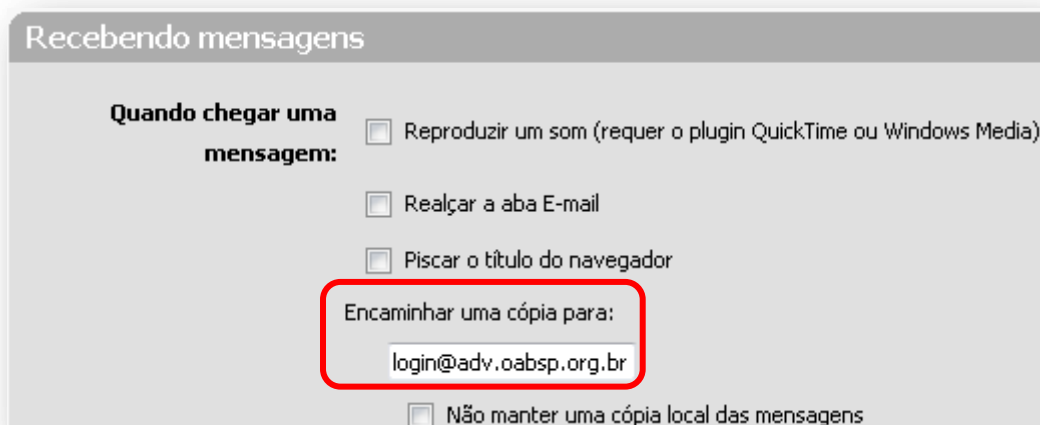 Recebendo mensagens
Quando chegar uma
mensagem:
Reproduzir um som (requer o plugin QuickTime ou Windows Media)
Realçar a aba E-mail
Piscar o título do navegador
Encaminhar uma cópia para:
login@adv.oabsp.org.br
Não manter uma cópia local das mensagens